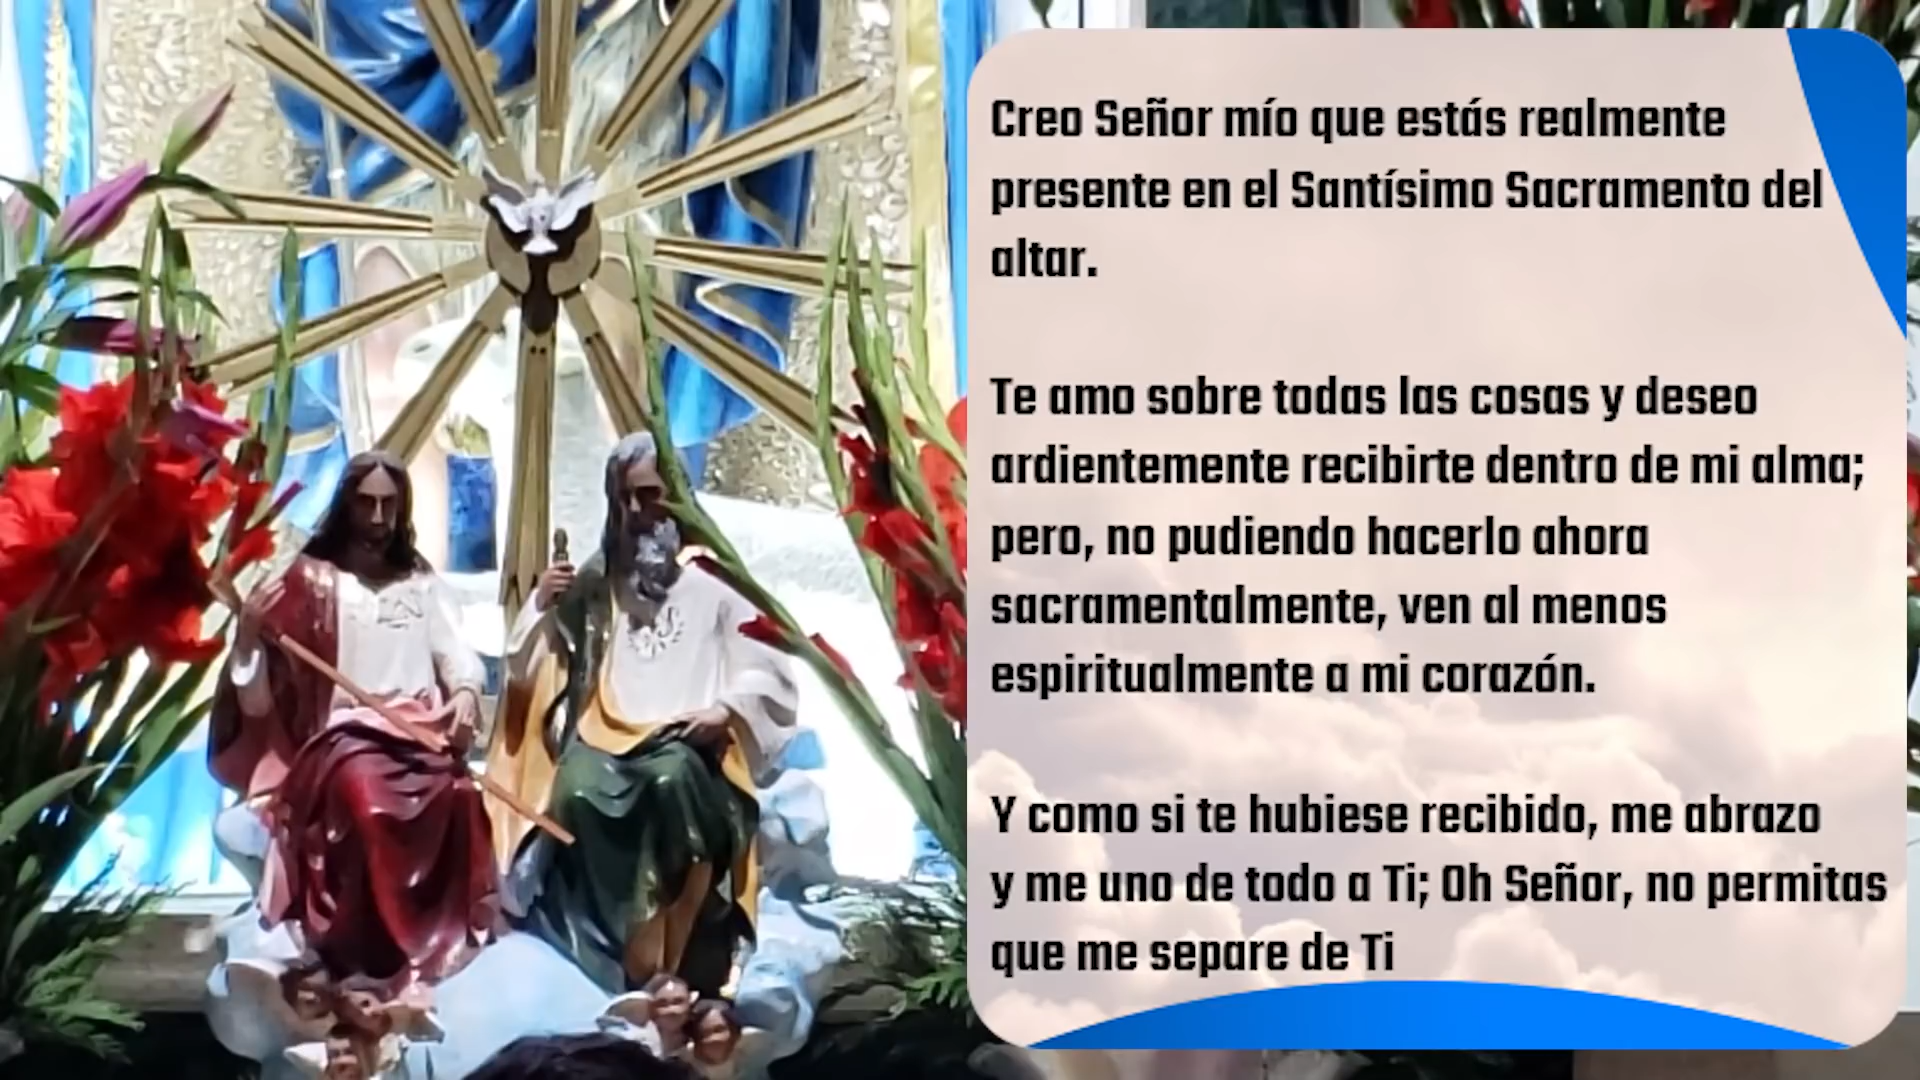 Creo Señor mío que estás realmente
presente en el Santísimo Sacramento del
altar.
Te amo sobre todas las cosas y deseo
ardientemente recibirte dentro de mi alma;
pero, no pudiendo hacerlo ahora
sacramentalmente, ven al menos
espiritualmente a mi corazón.
Y como si te hubiese recibido, me abrazo
y me uno de todo a Ti; Oh Señor, no permitas
que me separe de Ti